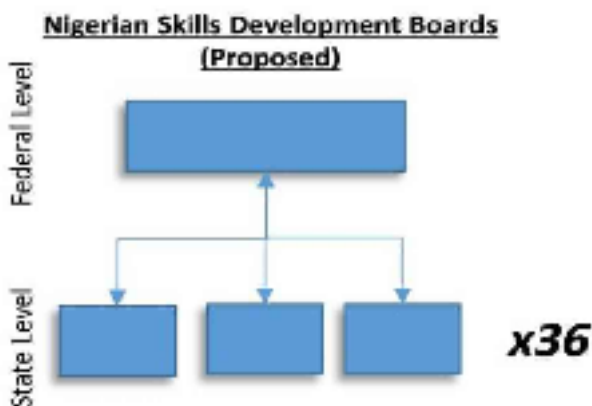 Nigerian Skills Development Boards
(Proposed)
Federal Level
State Level
x36